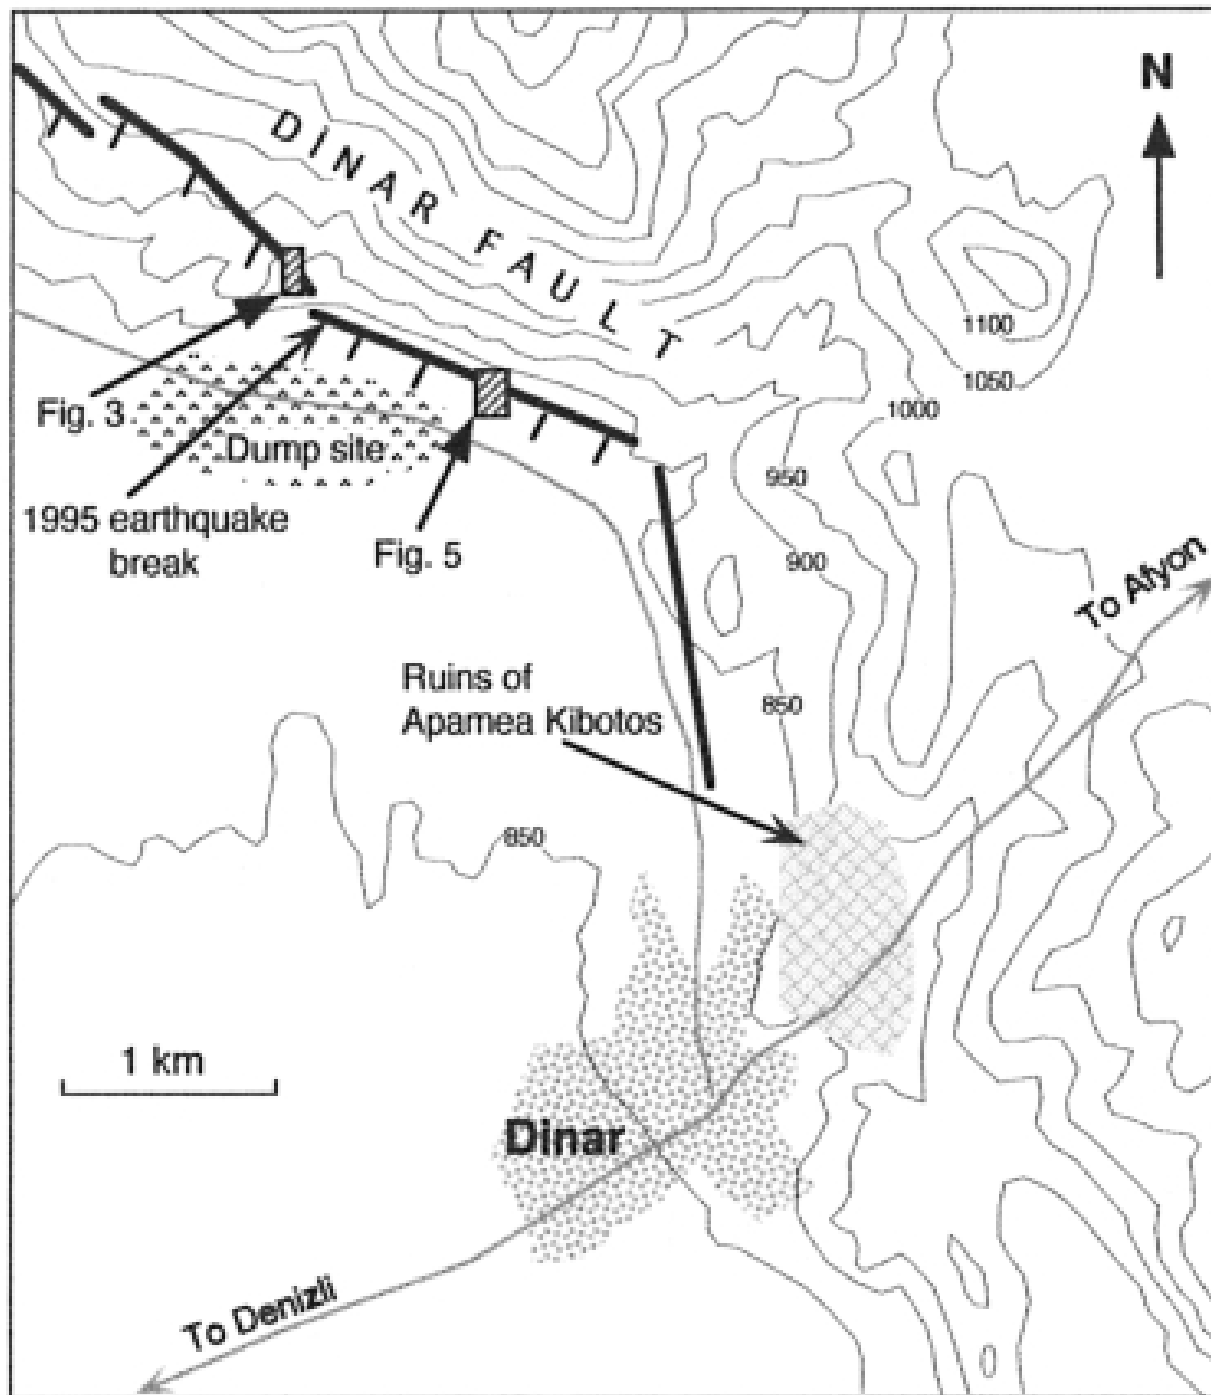 N
DINAR FAULT
1100
1050
1000
Fig. 3
Dump site
950
1995 earthquake
break
Fig. 5
900
To Afyon
Ruins of
Apamea Kibotos
850
850
1 km
Dinar
To Denizli